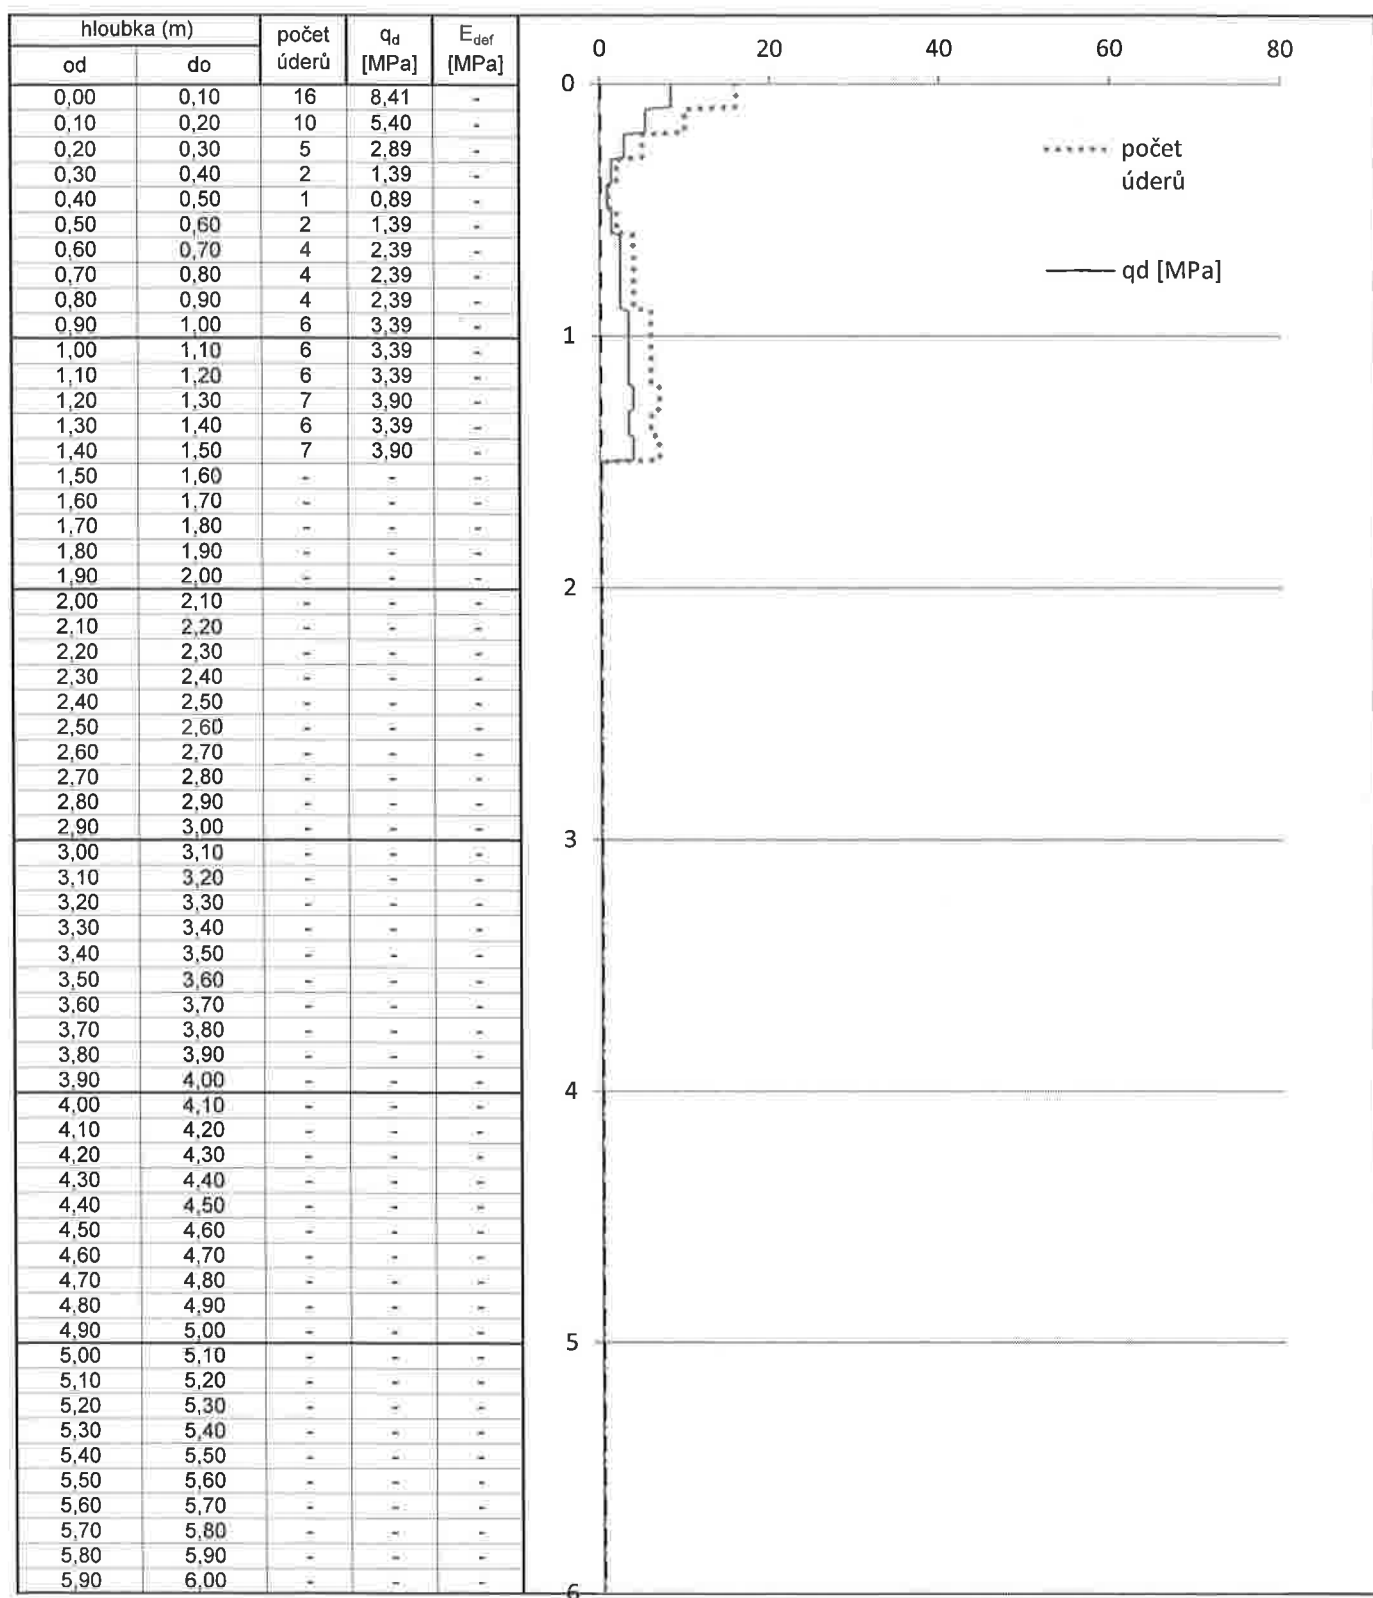 hloubka (m) počet úderů qd [MPa] Edef [MPa]
od do
0,00 0,10 16 8,41 -
0,10 0,20 10 5,40 -
0,20 0,30 5 2,89 -
0,30 0,40 2 1,39 -
0,40 0,50 1 0,89 -
0,50 0,60 2 1,39 -
0,60 0,70 4 2,39 -
0,70 0,80 4 2,39 -
0,80 0,90 4 2,39 -
0,90 1,00 6 3,39 -
1,00 1,10 6 3,39 -
1,10 1,20 6 3,39 -
1,20 1,30 7 3,90 -
1,30 1,40 6 3,39 -
1,40 1,50 7 3,90 -
1,50 1,60 - - -
1,60 1,70 - - -
1,70 1,80 - - -
1,80 1,90 - - -
1,90 2,00 - - -
2,00 2,10 - - -
2,10 2,20 - - -
2,20 2,30 - - -
2,30 2,40 - - -
2,40 2,50 - - -
2,50 2,60 - - -
2,60 2,70 - - -
2,70 2,80 - - -
2,80 2,90 - - -
2,90 3,00 - - -
3,00 3,10 - - -
3,10 3,20 - - -
3,20 3,30 - - -
3,30 3,40 - - -
3,40 3,50 - - -
3,50 3,60 - - -
3,60 3,70 - - -
3,70 3,80 - - -
3,80 3,90 - - -
3,90 4,00 - - -
4,00 4,10 - - -
4,10 4,20 - - -
4,20 4,30 - - -
4,30 4,40 - - -
4,40 4,50 - - -
4,50 4,60 - - -
4,60 4,70 - - -
4,70 4,80 - - -
4,80 4,90 - - -
4,90 5,00 - - -
5,00 5,10 - - -
5,10 5,20 - - -
5,20 5,30 - - -
5,30 5,40 - - -
5,40 5,50 - - -
5,50 5,60 - - -
5,60 5,70 - - -
5,70 5,80 - - -
5,80 5,90 - - -
5,90 6,00 - - -
0 20 40 60 80
0
počet
úderů
qd [MPa]
1
2
3
4
5
6